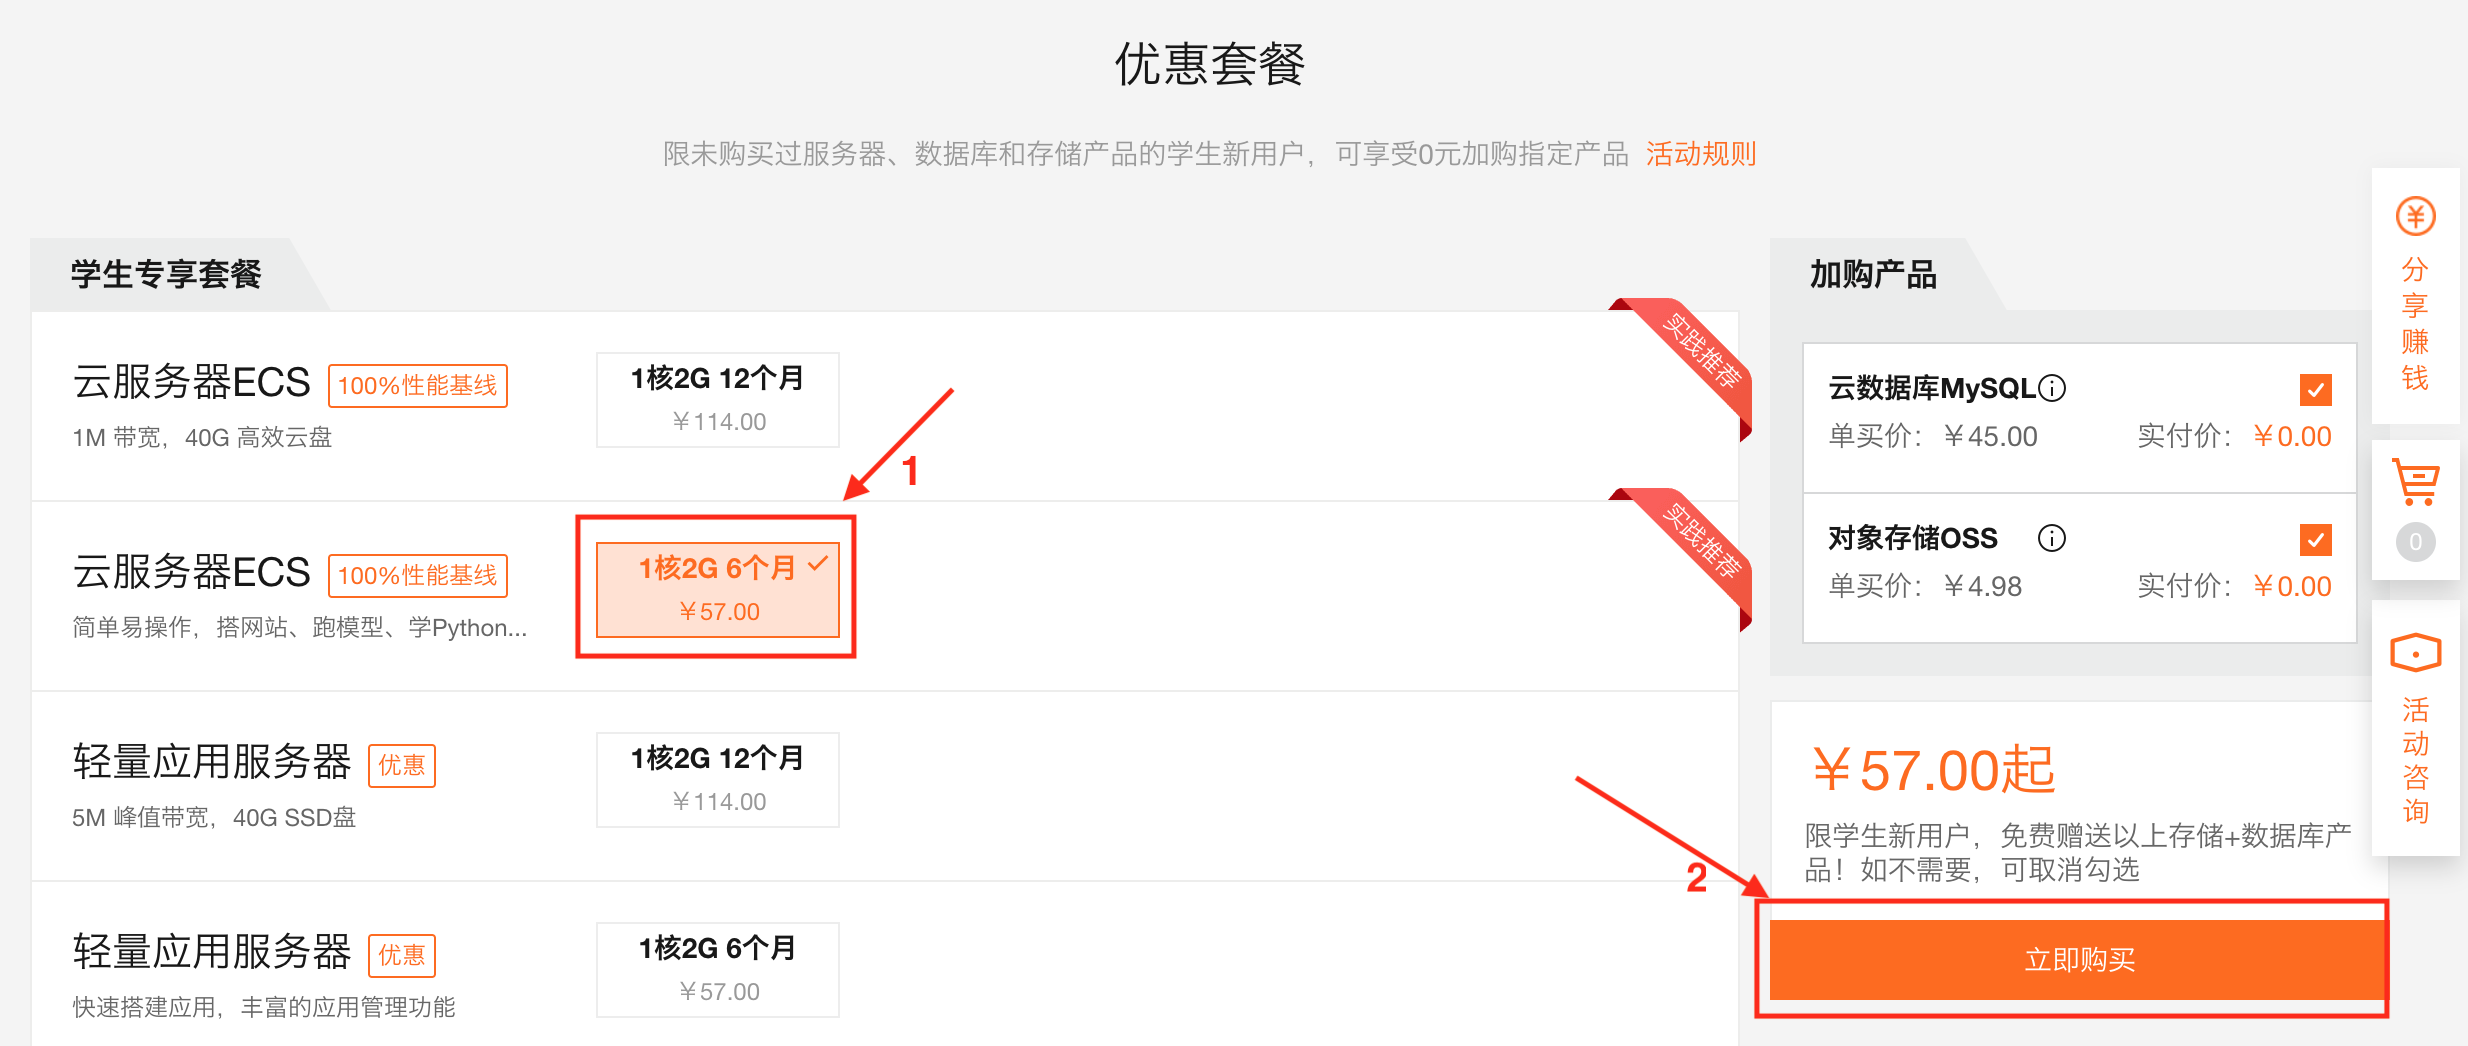 优惠套餐
限未购买过服务器、数据库和存储产品的学生新用户，可享受0元加购指定产品 活动规则
学生专享套餐
云服务器ECS 100%性能基线
1M 带宽，40G 高效云盘
1核2G 12个月
￥114.00
实践推荐
1
云服务器ECS 100%性能基线
简单易操作，搭网站、跑模型、学Python...
1核2G 6个月
￥57.00
实践推荐
轻量应用服务器 优惠
5M 峰值带宽，40G SSD盘
1核2G 12个月
￥114.00
轻量应用服务器 优惠
快速搭建应用，丰富的应用管理功能
1核2G 6个月
￥57.00
加购产品
云数据库MySQL
单买价：￥45.00 实付价：￥0.00
对象存储OSS
单买价：￥4.98 实付价：￥0.00
￥57.00起
限学生新用户，免费赠送以上存储+数据库产
品！如不需要，可取消勾选
2
立即购买
分享赚钱
0
活动咨询